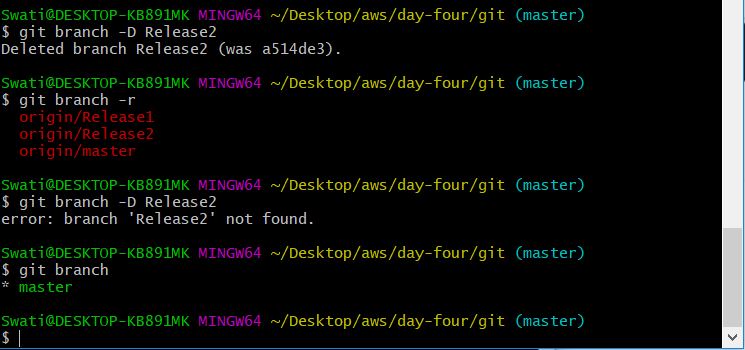 Swati@DESKTOP-KB891MK MINGW64 ~/Desktop/aws/day-four/git (master)
$ git branch -D Release2
Deleted branch Release2 (was a514de3).
Swati@DESKTOP-KB891MK MINGW64 ~/Desktop/aws/day-four/git (master)
$ git branch -r
origin/Release1
origin/Release2
origin/master
Swati@DESKTOP-KB891MK MINGW64 ~/Desktop/aws/day-four/git (master)
$ git branch -D Release2
error: branch 'Release2' not found.
Swati@DESKTOP-KB891MK MINGW64 ~/Desktop/aws/day-four/git (master)
$ git branch
* master
Swati@DESKTOP-KB891MK MINGW64 ~/Desktop/aws/day-four/git (master)
$